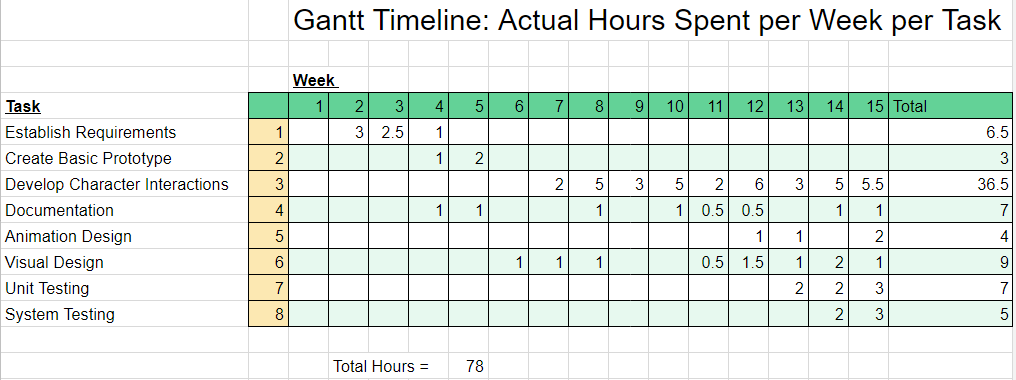 Gantt Timeline: Actual Hours Spent per Week per Task
Week
Task 1 2 3 4 5 6 7 8 9 10 11 12 13 14 15 Total
Establish Requirements 1 3 2.5 1 6.5
Create Basic Prototype 2 1 2 3
Develop Character Interactions 3 2 5 3 5 2 6 3 5 5.5 36.5
Documentation 4 1 1 1 1 0.5 0.5 1 1 7
Animation Design 5 1 1 2 4
Visual Design 6 1 1 1 0.5 1.5 1 2 1 9
Unit Testing 7 2 2 3 7
System Testing 8 2 3 5
Total Hours = 78